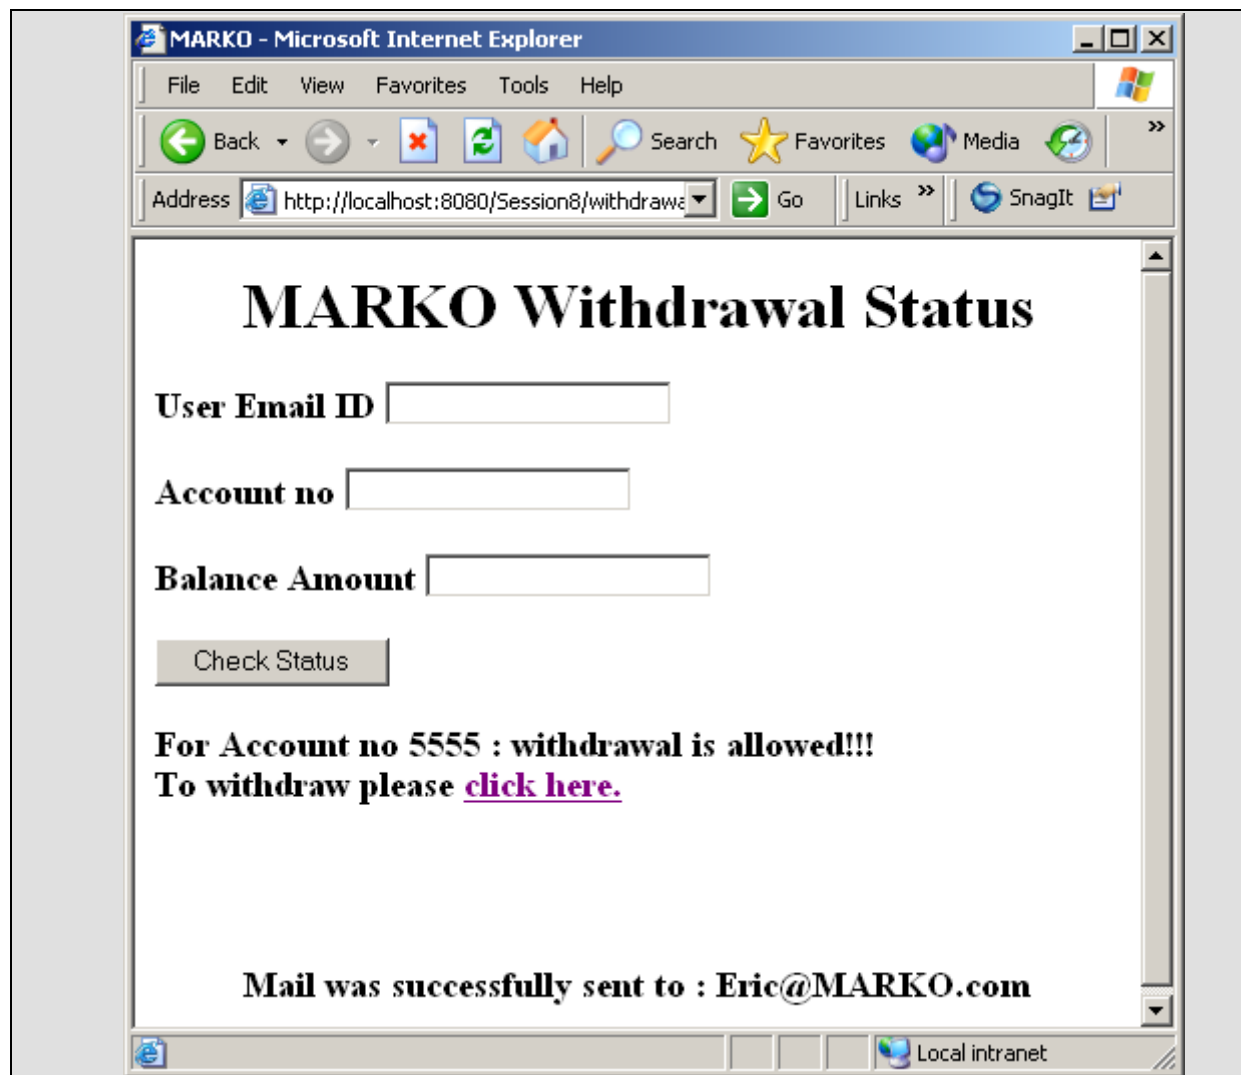 MARKO - Microsoft Internet Explorer
File Edit View Favorites Tools Help
Back Search Favorites Media »
Address http://localhost:8080/Session8/withdrawa Go Links » SnagIt
MARKO Withdrawal Status
User Email ID
Account no
Balance Amount
Check Status
For Account no 5555 : withdrawal is allowed!!!
To withdraw please click here.
Mail was successfully sent to : Eric@MARKO.com
Local intranet